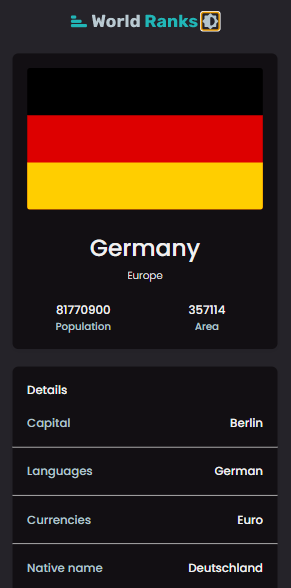 World Ranks
Germany
Europe
81770900 357114
Population Area
Details
Capital Berlin
Languages German
Currencies Euro
Native name Deutschland